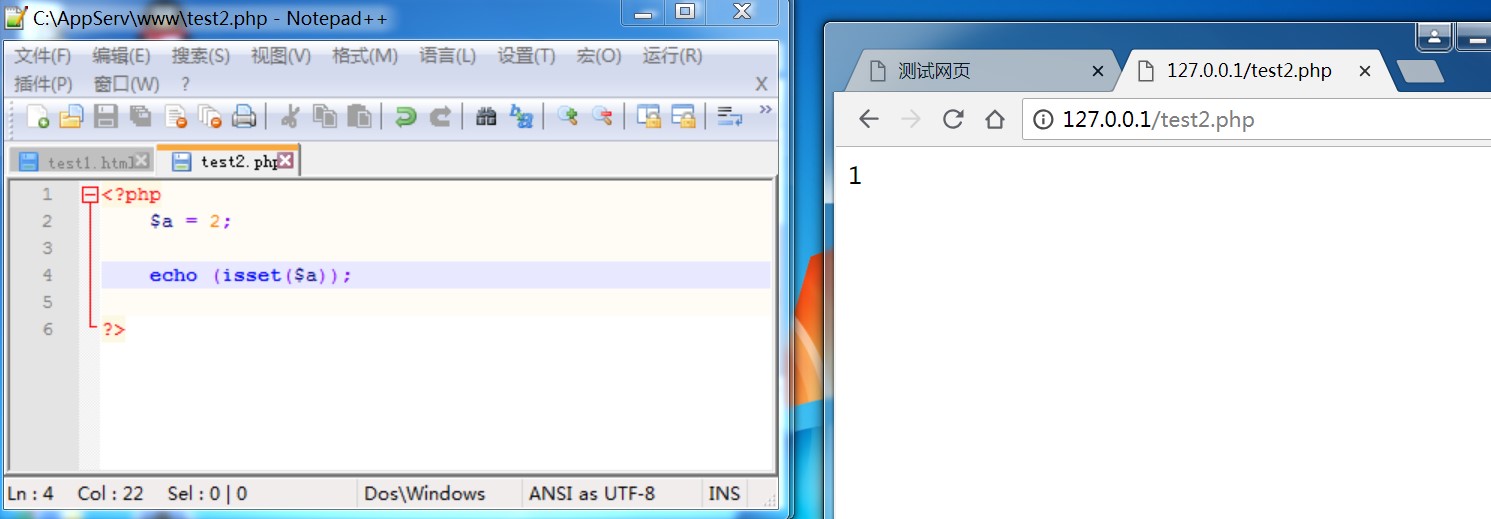 C:\AppServ\www\test2.php - Notepad++
文件(F) 编辑(E) 搜索(S) 视图(V) 格式(M) 语言(L) 设置(T) 宏(O) 运行(R)
插件(P) 窗口(W) ? X
test1.html test2.php
1 <?php
2 $a = 2;
3
4 echo (isset($a));
5
6 ?>
Ln : 4 Col : 22 Sel : 0 | 0 Dos\Windows ANSI as UTF-8 INS
测试网页 127.0.0.1/test2.php
127.0.0.1/test2.php
1